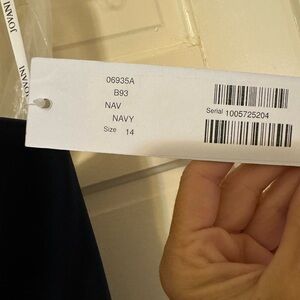 JOVANI
JOVANI
06935A
B93
NAV
NAVY
Size 14
Serial 1005725204